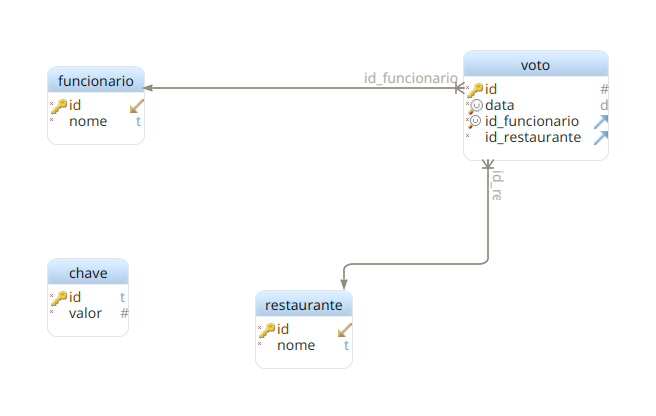 funcionario
id
nome t
id_funcionario
voto
id #
data d
id_funcionario
id_restaurante
id_re
chave
id t
valor #
restaurante
id
nome t